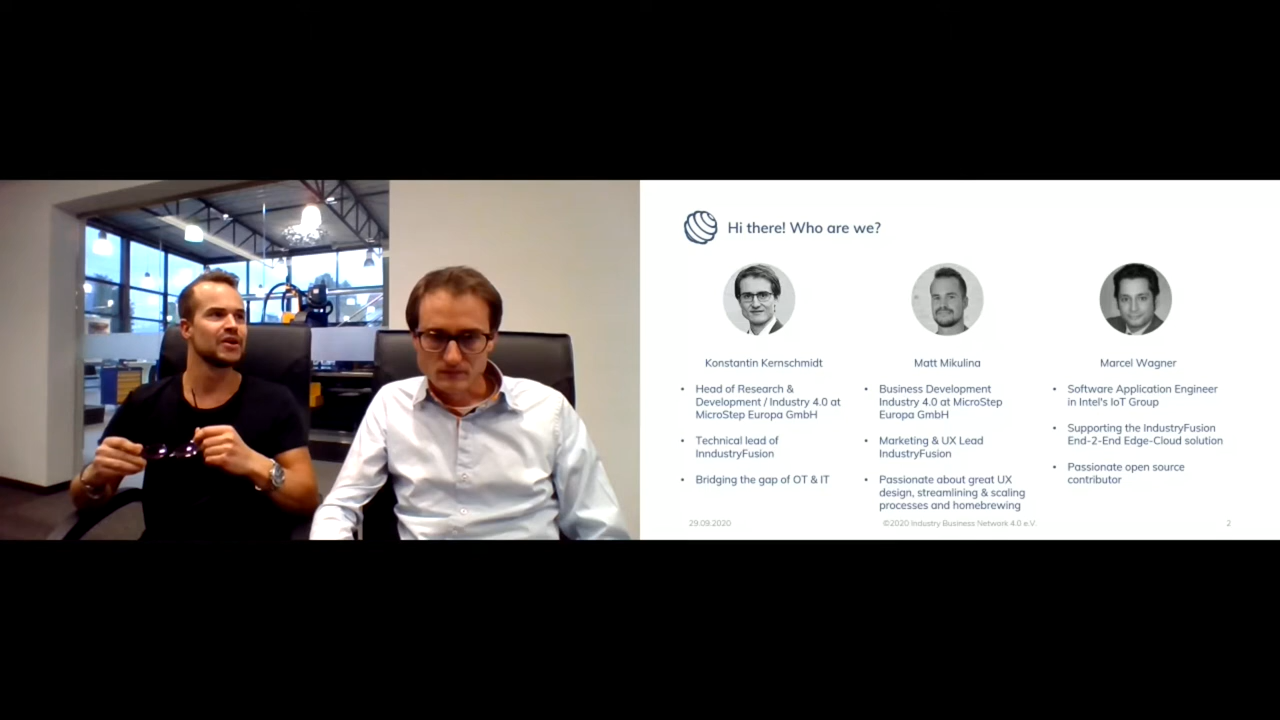 Hi there! Who are we?
Konstantin Kernschmidt
• Head of Research &
Development / Industry 4.0 at
MicroStep Europa GmbH
• Technical lead of
InndustryFusion
• Bridging the gap of OT & IT
Matt Mikulina
• Business Development
Industry 4.0 at MicroStep
Europa GmbH
• Marketing & UX Lead
IndustryFusion
• Passionate about great UX
design, streamlining & scaling
processes and homebrewing
Marcel Wagner
• Software Application Engineer
in Intel's IoT Group
• Supporting the IndustryFusion
End-2-End Edge-Cloud solution
• Passionate open source
contributor
29.09.2020
©2020 Industry Business Network 4.0 e.V.
2